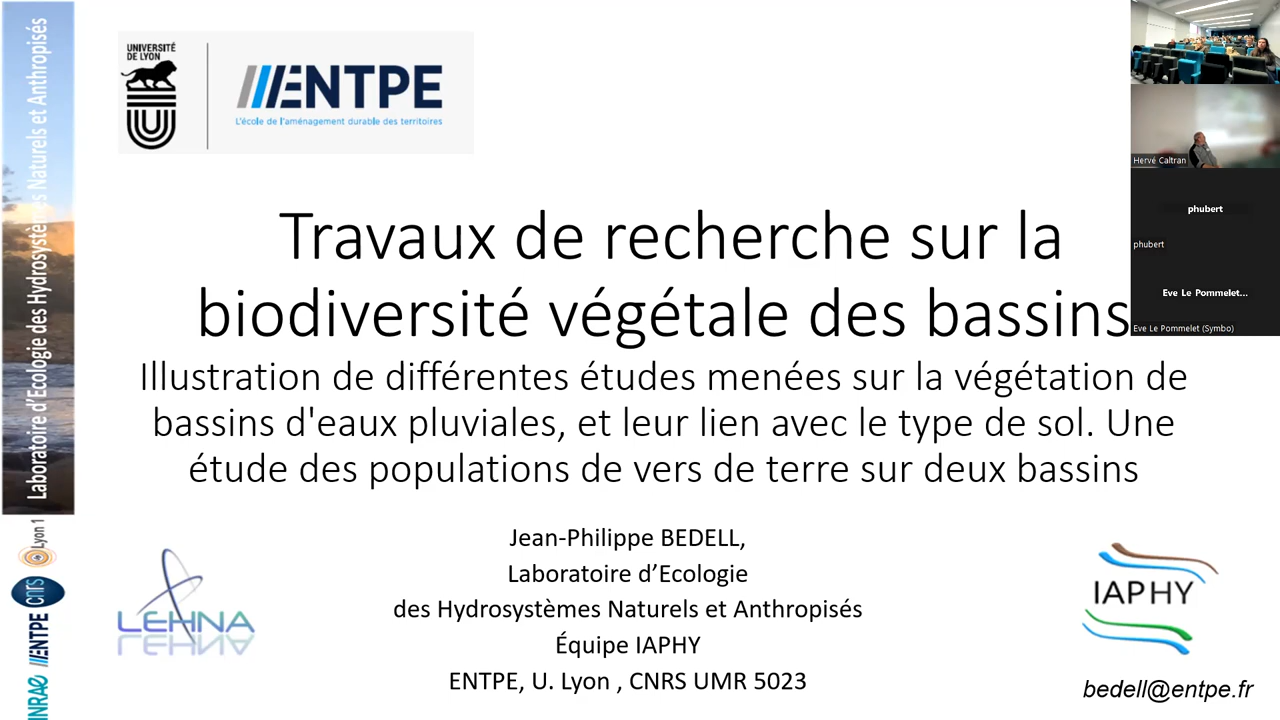 Laboratoire d'Ecologie des Hydrosystèmes Naturels et Anthropisés
UNIVERSITÉ
DE LYON
ENTPE
L'école de l'aménagement durable des territoires
Hervé Caltran
phubert
phubert
Eve Le Pommelet...
Eve Le Pommelet (Symbo)
Travaux de recherche sur la
biodiversité végétale des bassins
Illustration de différentes études menées sur la végétation de
bassins d'eaux pluviales, et leur lien avec le type de sol. Une
étude des populations de vers de terre sur deux bassins
Jean-Philippe BEDELL,
Laboratoire d’Ecologie
des Hydrosystèmes Naturels et Anthropisés
Équipe IAPHY
ENTPE, U. Lyon , CNRS UMR 5023
LEHNA
IAPHY
bedell@entpe.fr
INRAE ENTPE cnrs Lyon 1